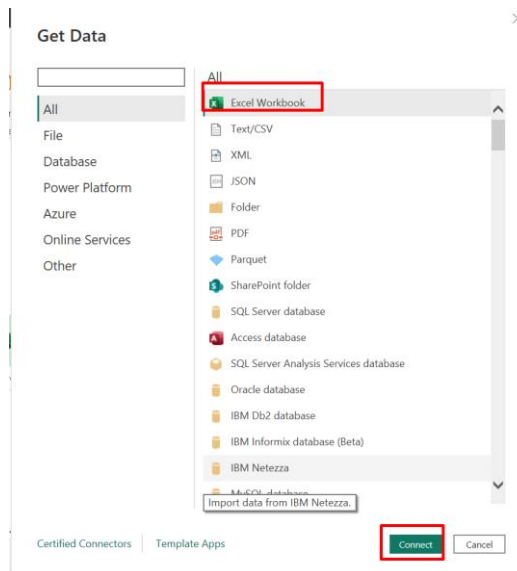 Get Data
All
All
File
Database
Power Platform
Azure
Online Services
Other
Excel Workbook
Text/CSV
XML
JSON
Folder
PDF
Parquet
SharePoint folder
SQL Server database
Access database
SQL Server Analysis Services database
Oracle database
IBM Db2 database
IBM Informix database (Beta)
IBM Netezza
MySQL database
Import data from IBM Netezza.
Certified Connectors
Template Apps
Connect
Cancel